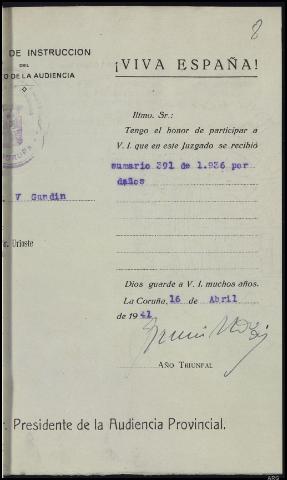 8
DE INSTRUCCION
DEL
O DE LA AUDIENCIA
¡VIVA ESPAÑA!
Iltmo. Sr.:
Tengo el honor de participar a
V. I. que en este Juzgado se recibió
sumario 391 de 1.936 por
daños
V Gundin
Urioste
Dios guarde a V. I. muchos años.
La Coruña, 16 de Abril
de 1941
AÑO TRIUNFAL
r. Presidente de la Audiencia Provincial.